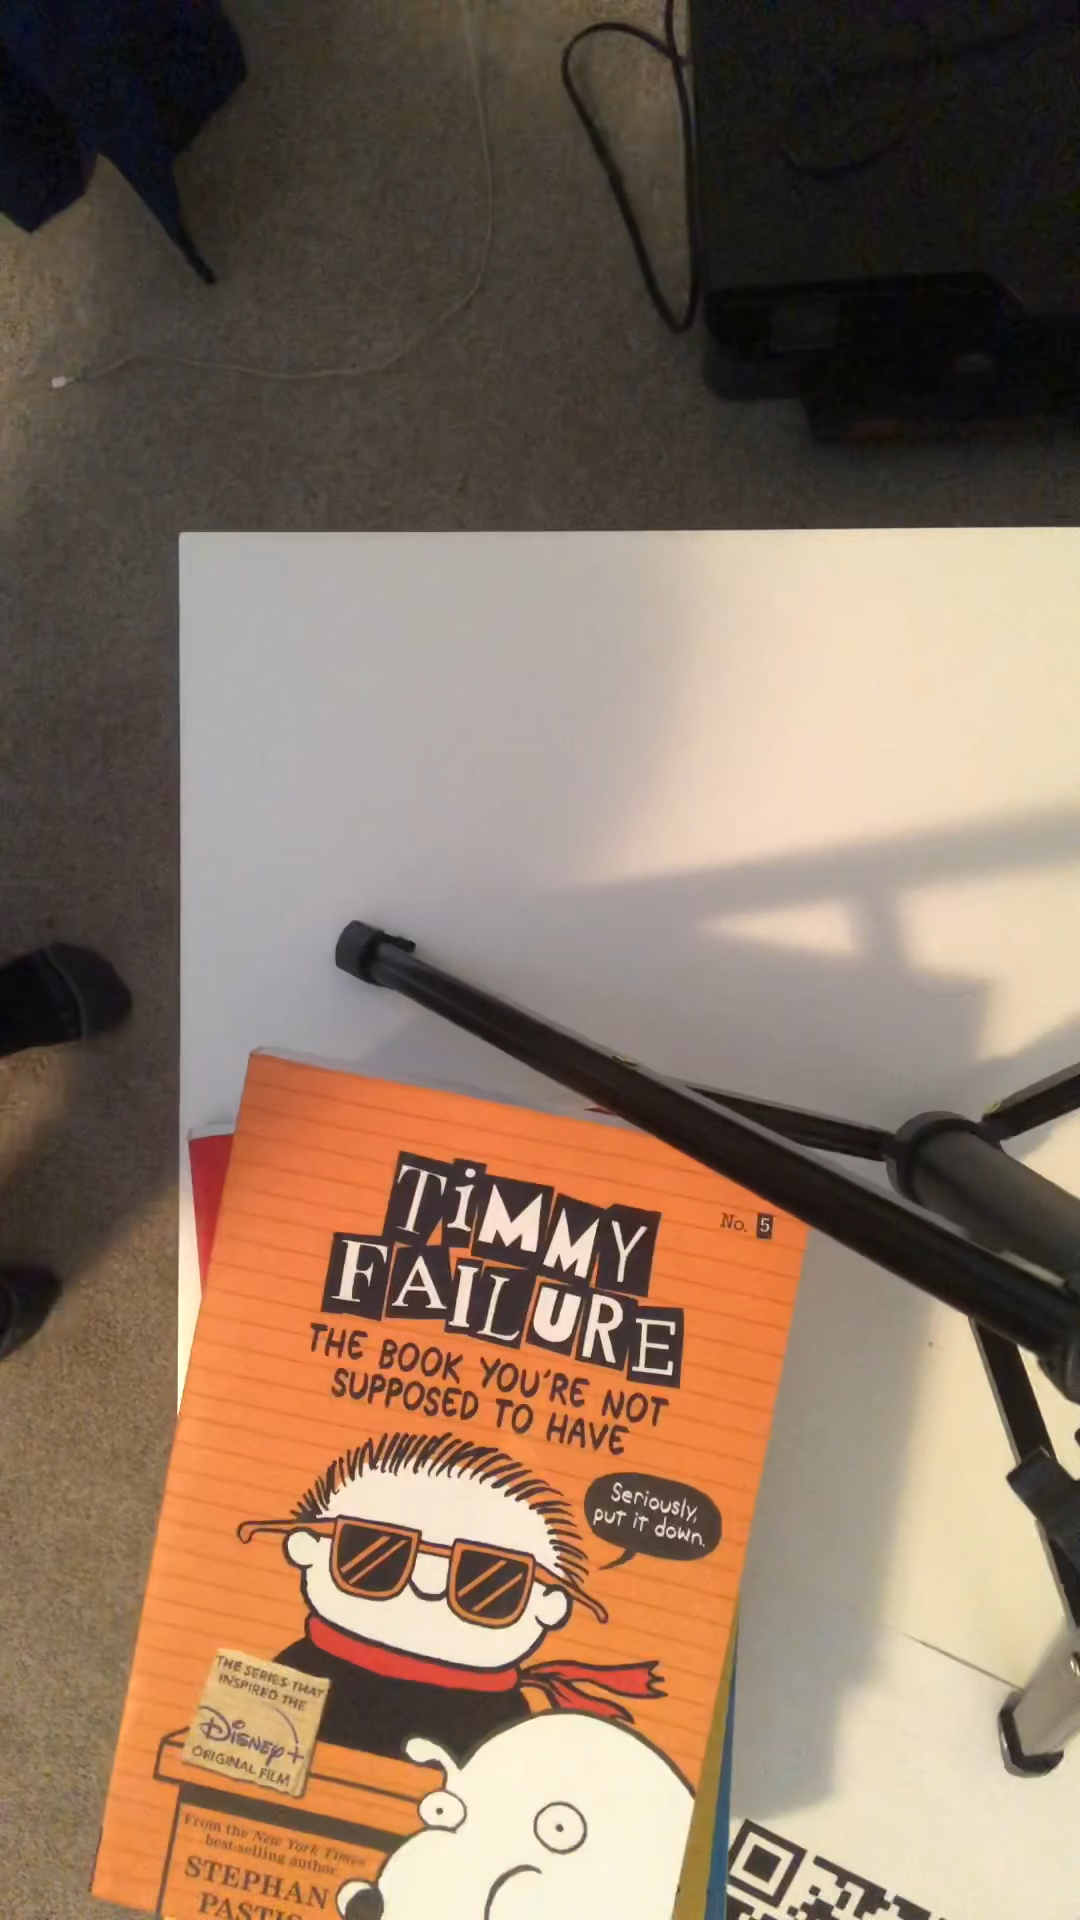 TiMMY
FAILURE
No. 5
THE BOOK YOU'RE NOT
SUPPOSED TO HAVE
Seriously,
put it down.
THE SERIES THAT
INSPIRED THE
Disney+
ORIGINAL FILM
From the New York Times
best-selling author
STEPHAN